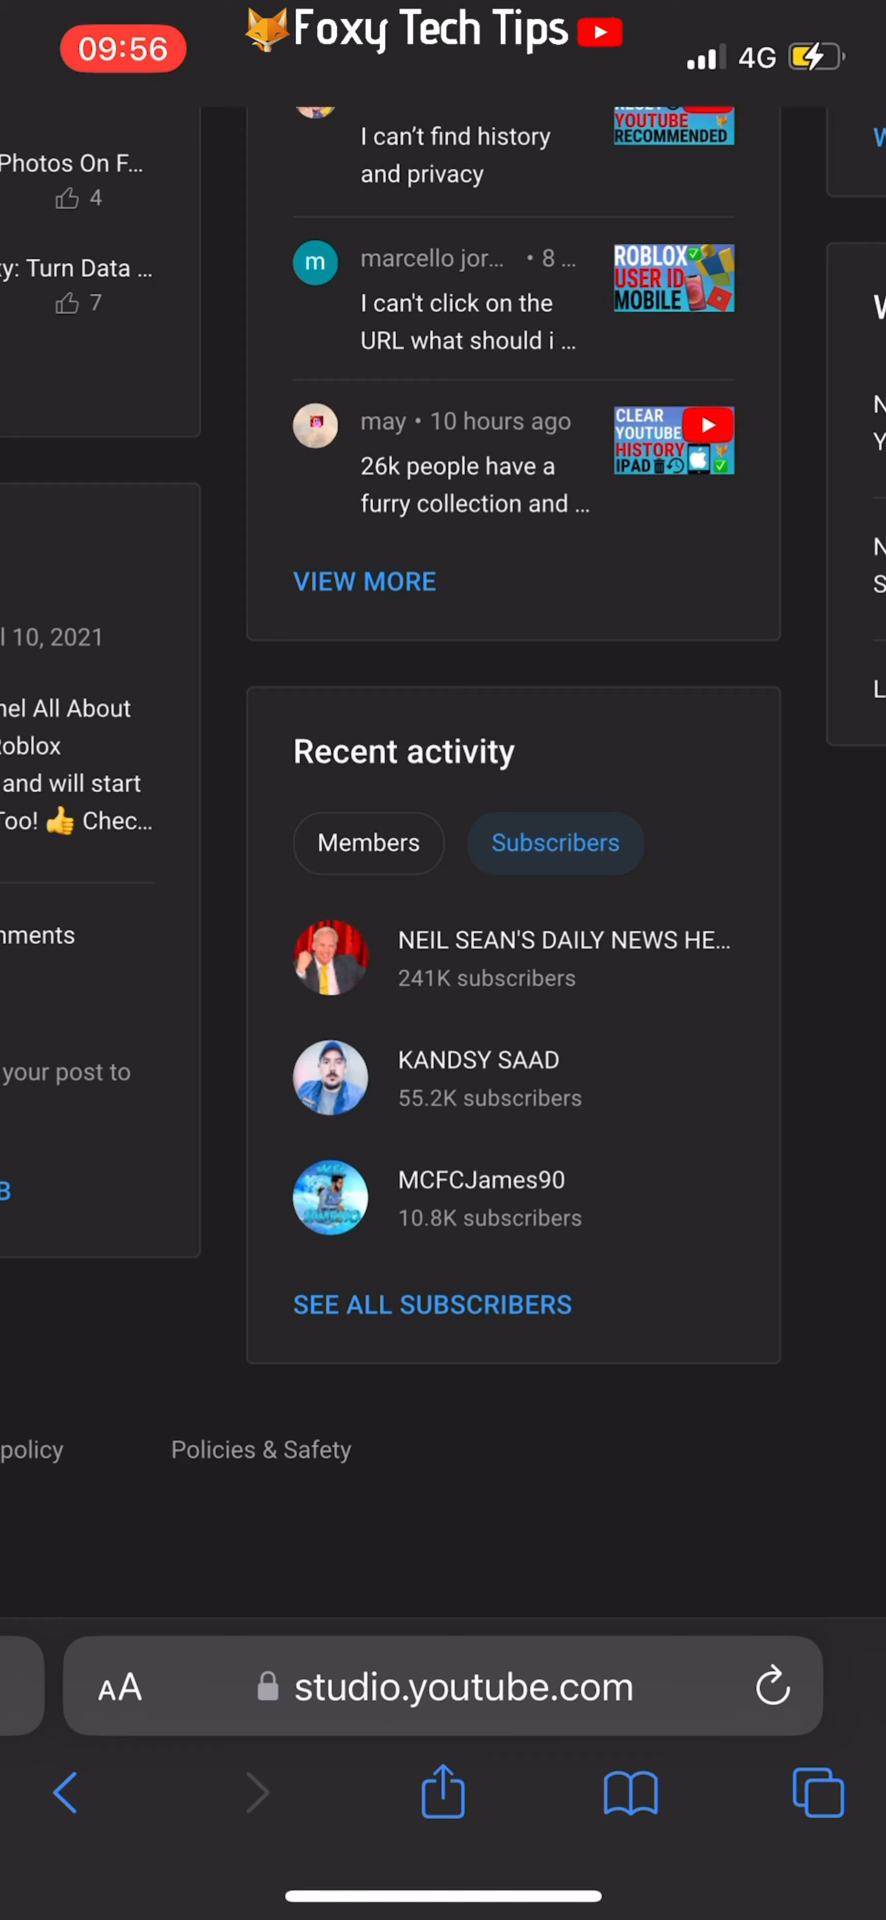 09:56
Foxy Tech Tips
4G
Photos On F...
4
y: Turn Data ...
7
I can't find history
and privacy
YOUTUBE
RECOMMENDED
marcello jor... • 8 ...
I can't click on the
URL what should i ...
ROBLOX
USER ID
MOBILE
m
may • 10 hours ago
26k people have a
furry collection and ...
CLEAR
YOUTUBE
HISTORY
IPAD
VIEW MORE
l 10, 2021
nel All About
Roblox
and will start
Too! 👍 Chec...
nments
your post to
B
Recent activity
Members
Subscribers
NEIL SEAN'S DAILY NEWS HE...
241K subscribers
KANDSY SAAD
55.2K subscribers
MCFCJames90
10.8K subscribers
SEE ALL SUBSCRIBERS
W
N
Y
N
S
L
policy
Policies & Safety
AA
studio.youtube.com